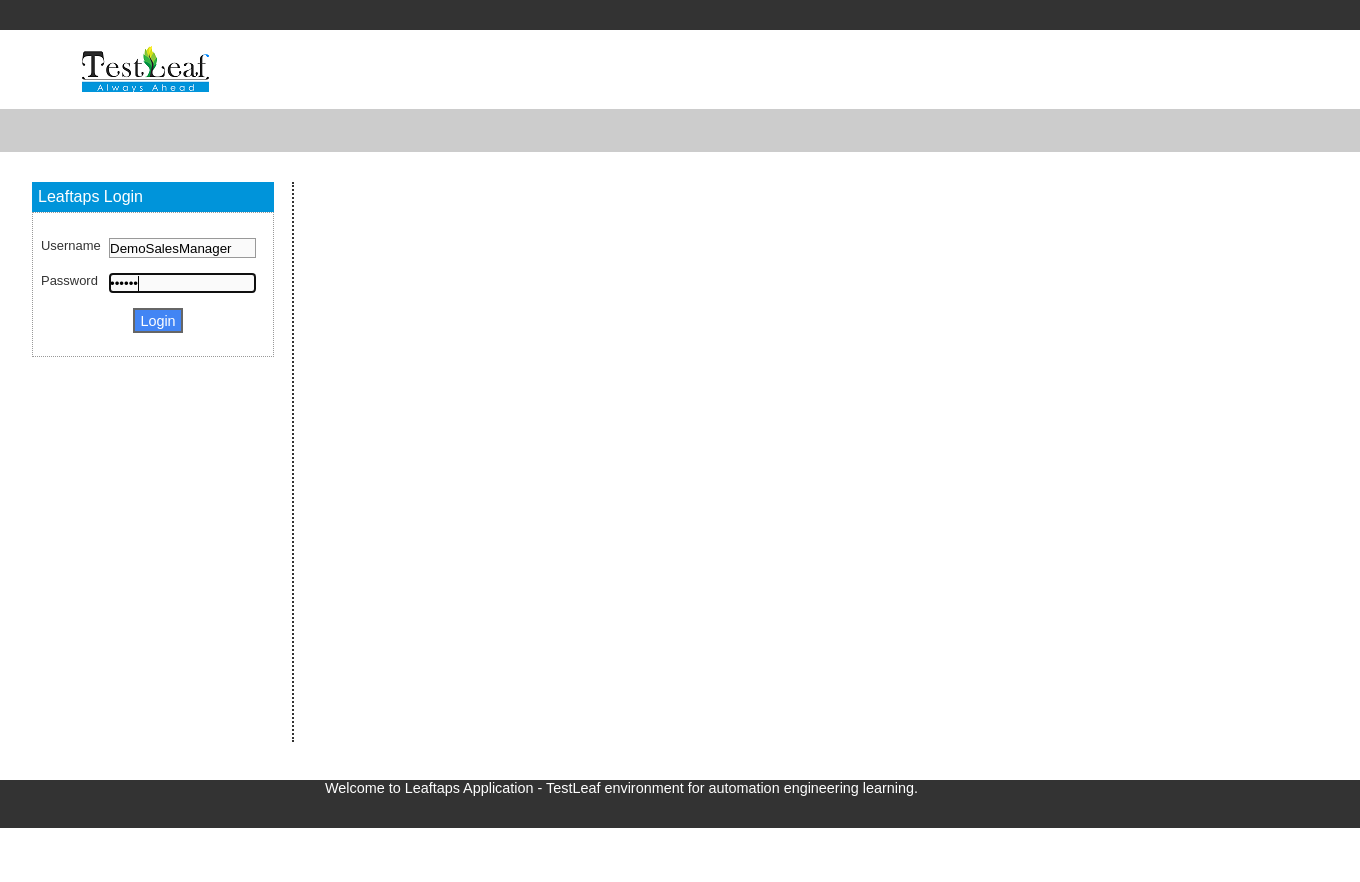 TestLeaf
Always Ahead
Leaftaps Login
Username DemoSalesManager
Password ••••••
Login
Welcome to Leaftaps Application - TestLeaf environment for automation engineering learning.